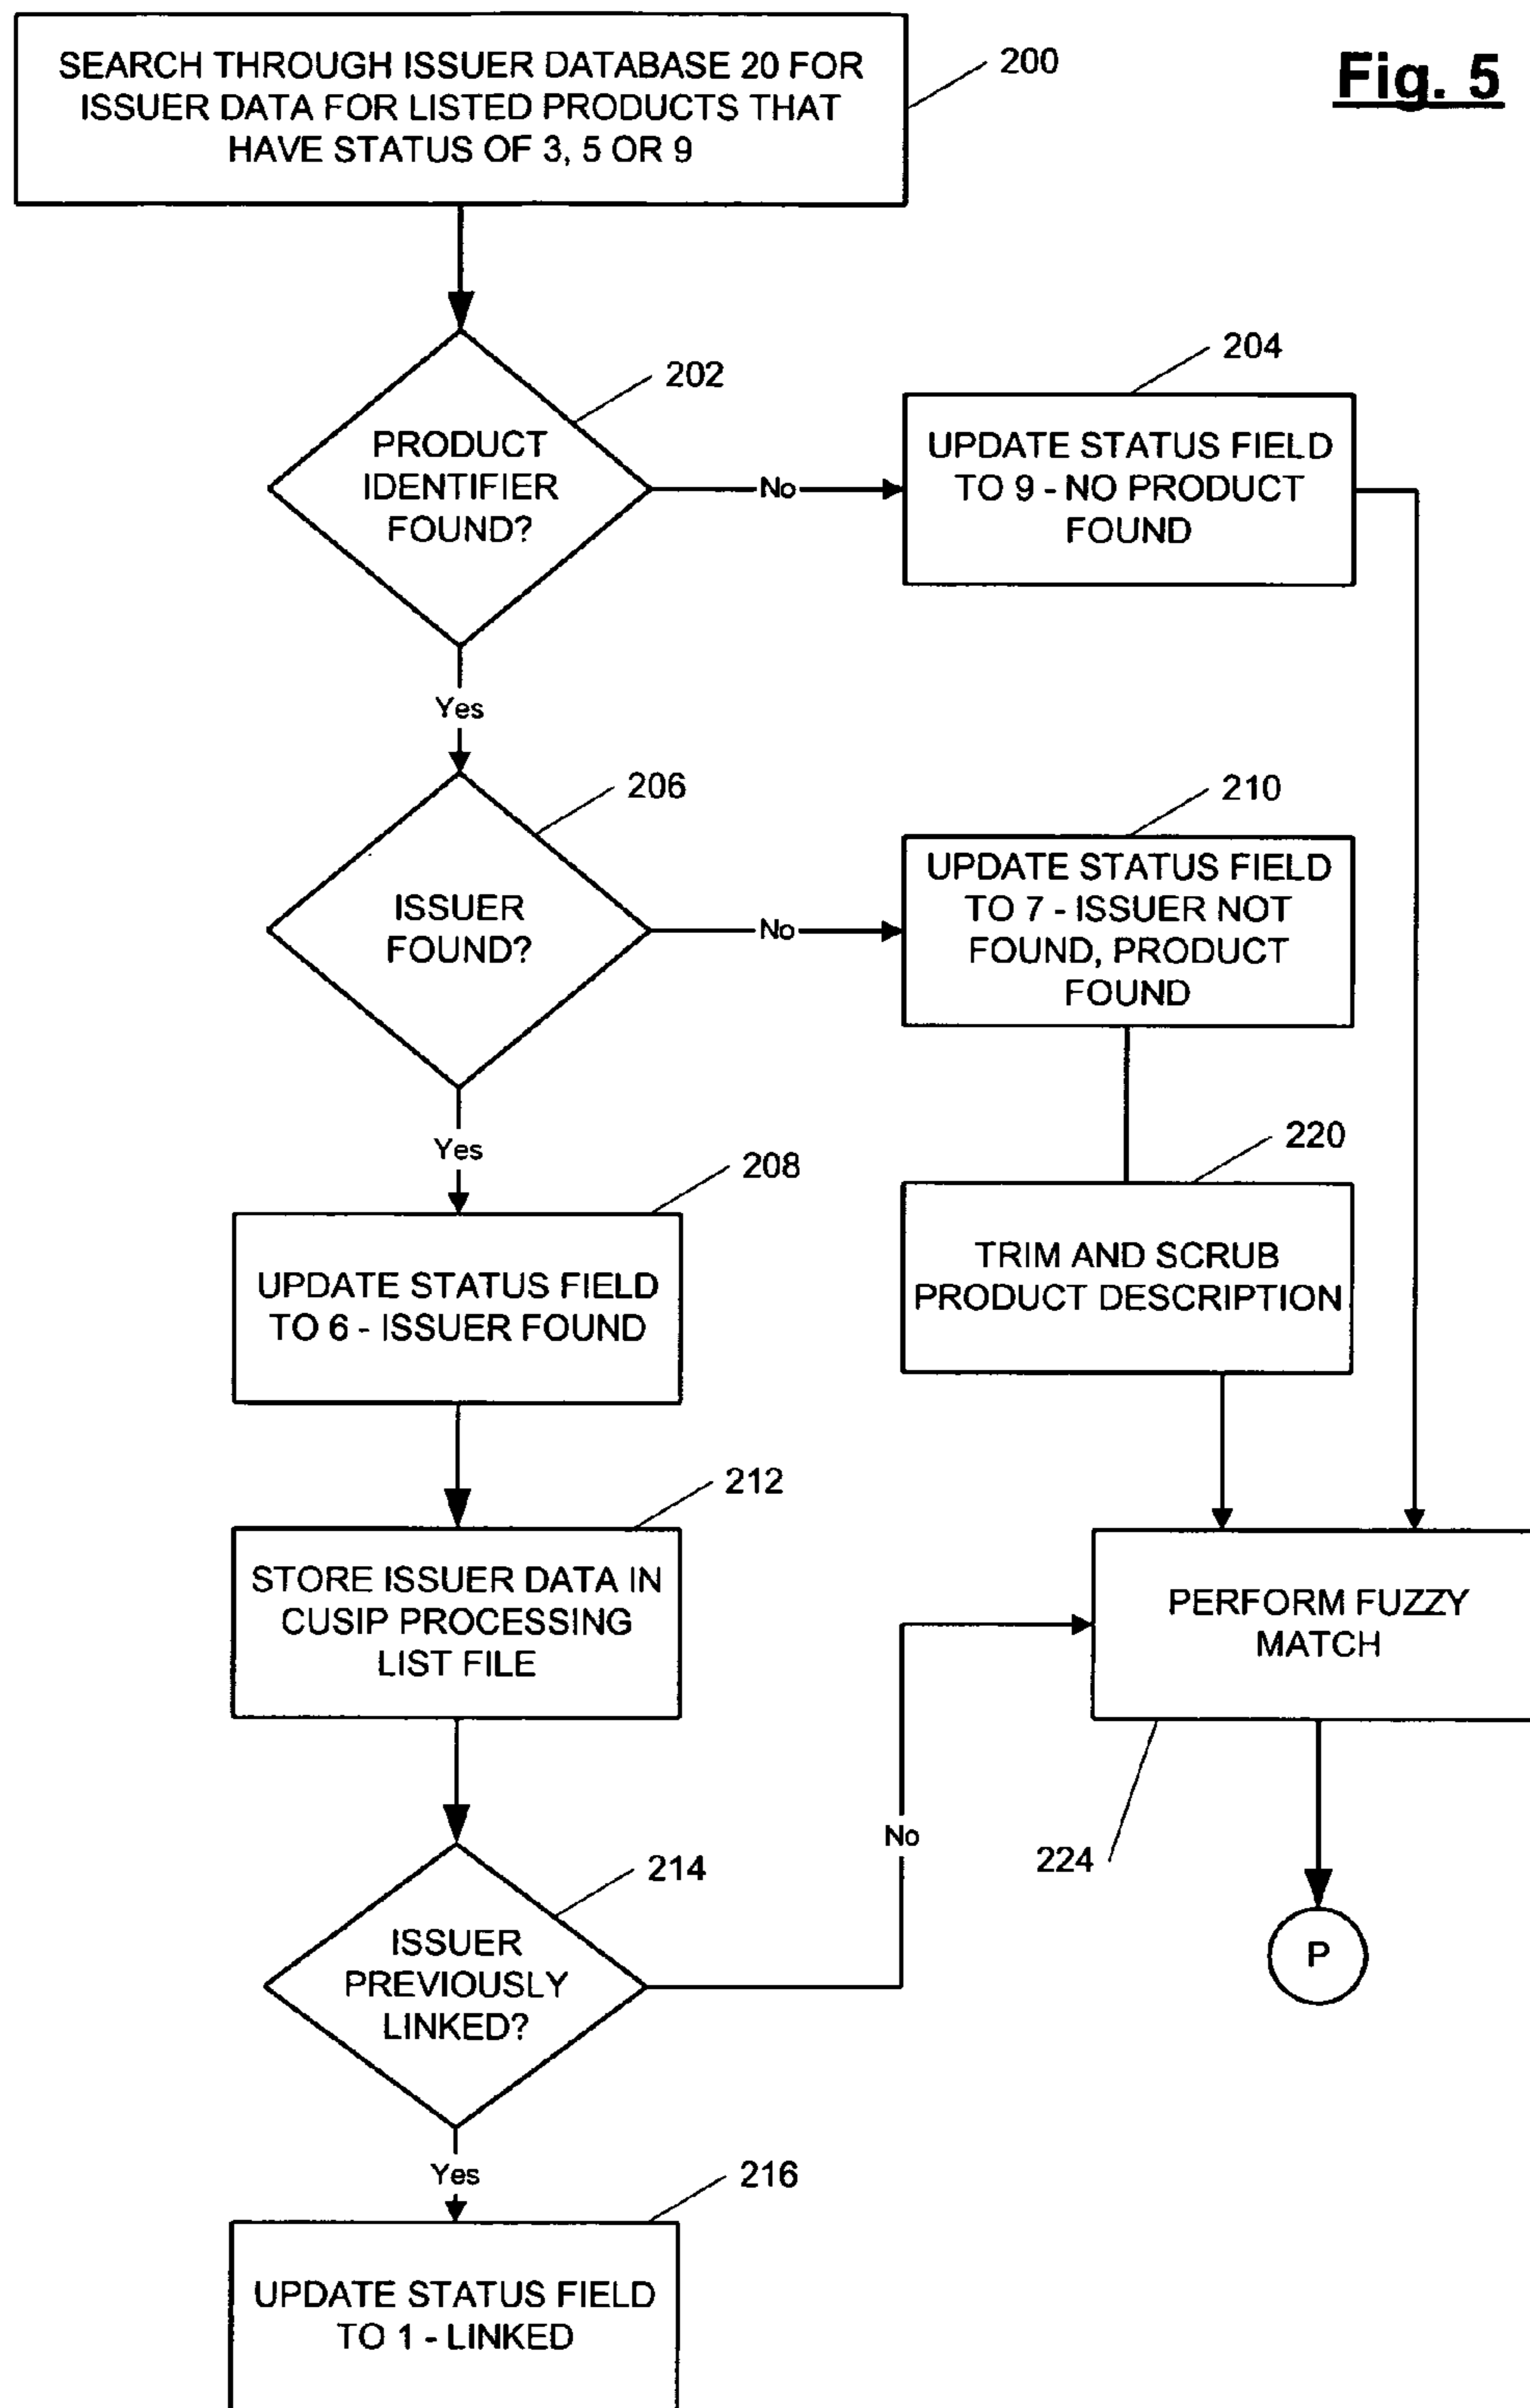 Fig. 5
SEARCH THROUGH ISSUER DATABASE 20 FOR
ISSUER DATA FOR LISTED PRODUCTS THAT
HAVE STATUS OF 3, 5 OR 9
200
PRODUCT
IDENTIFIER
FOUND?
202
No
UPDATE STATUS FIELD
TO 9 - NO PRODUCT
FOUND
204
Yes
ISSUER
FOUND?
206
No
UPDATE STATUS FIELD
TO 7 - ISSUER NOT
FOUND, PRODUCT
FOUND
210
Yes
TRIM AND SCRUB
PRODUCT DESCRIPTION
220
UPDATE STATUS FIELD
TO 6 - ISSUER FOUND
208
STORE ISSUER DATA IN
CUSIP PROCESSING
LIST FILE
212
PERFORM FUZZY
MATCH
224
ISSUER
PREVIOUSLY
LINKED?
214
No
P
Yes
UPDATE STATUS FIELD
TO 1 - LINKED
216